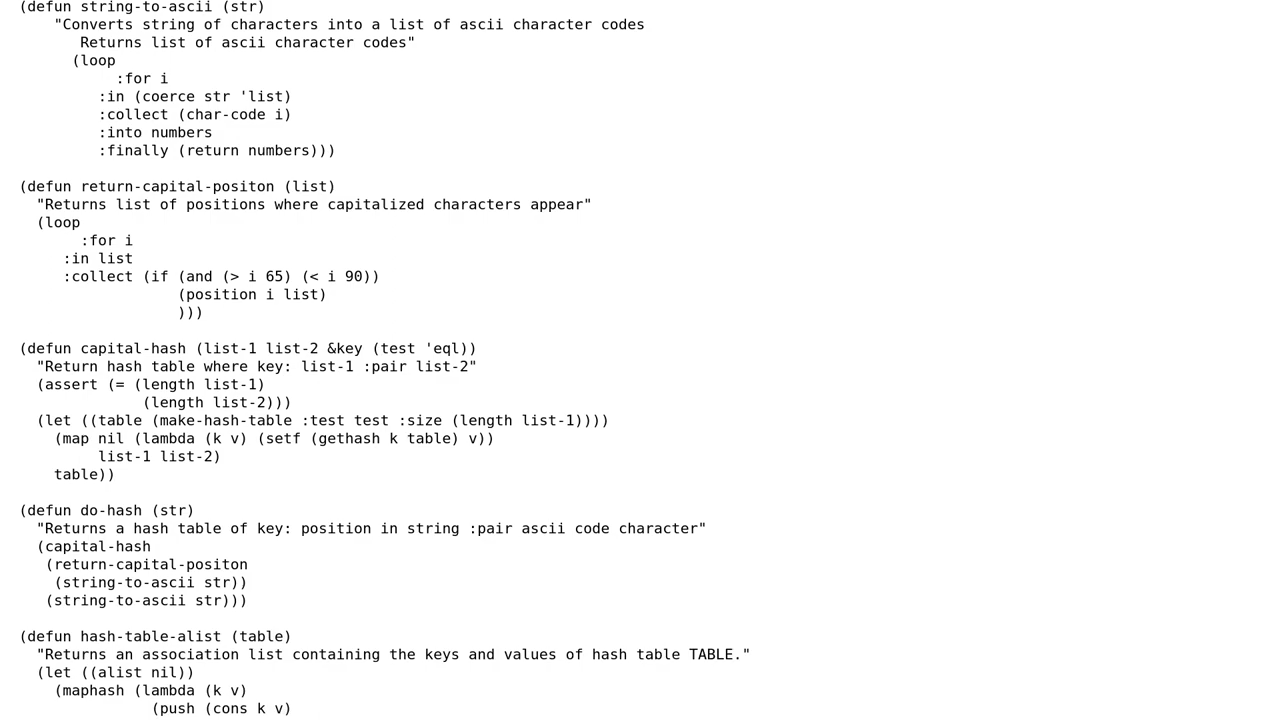 (defun string-to-ascii (str)
    "Converts string of characters into a list of ascii character codes
       Returns list of ascii character codes"
      (loop
           :for i
         :in (coerce str 'list)
         :collect (char-code i)
         :into numbers
         :finally (return numbers)))

(defun return-capital-positon (list)
  "Returns list of positions where capitalized characters appear"
  (loop
       :for i
     :in list
     :collect (if (and (> i 65) (< i 90))
                  (position i list)
                  )))

(defun capital-hash (list-1 list-2 &key (test 'eql))
  "Return hash table where key: list-1 :pair list-2"
  (assert (= (length list-1)
              (length list-2)))
  (let ((table (make-hash-table :test test :size (length list-1))))
    (map nil (lambda (k v) (setf (gethash k table) v))
         list-1 list-2)
    table))

(defun do-hash (str)
  "Returns a hash table of key: position in string :pair ascii code character"
  (capital-hash
   (return-capital-positon
    (string-to-ascii str))
   (string-to-ascii str)))

(defun hash-table-alist (table)
  "Returns an association list containing the keys and values of hash table TABLE."
  (let ((alist nil))
    (maphash (lambda (k v)
               (push (cons k v)